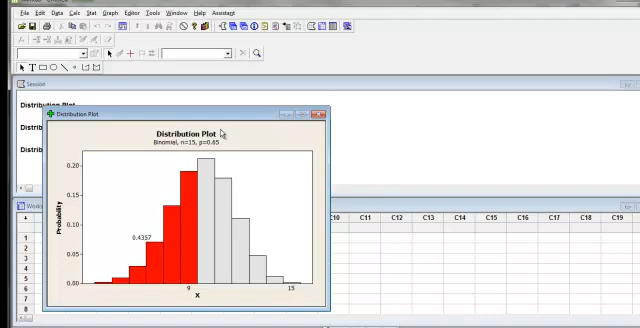 File Edit Data Calc Stat Graph Editor Tools Window Help Assistant
Session
Distribution Plot
Distribution Plot
Distribution Plot
Binomial, n=15, p=0.65
0.20
0.15
0.10
0.05
0.00
Probability
0.4357
9
15
X
C10 C11 C12 C13 C14 C15 C16 C17 C18 C19
1
2
3
4
5
6
7
8